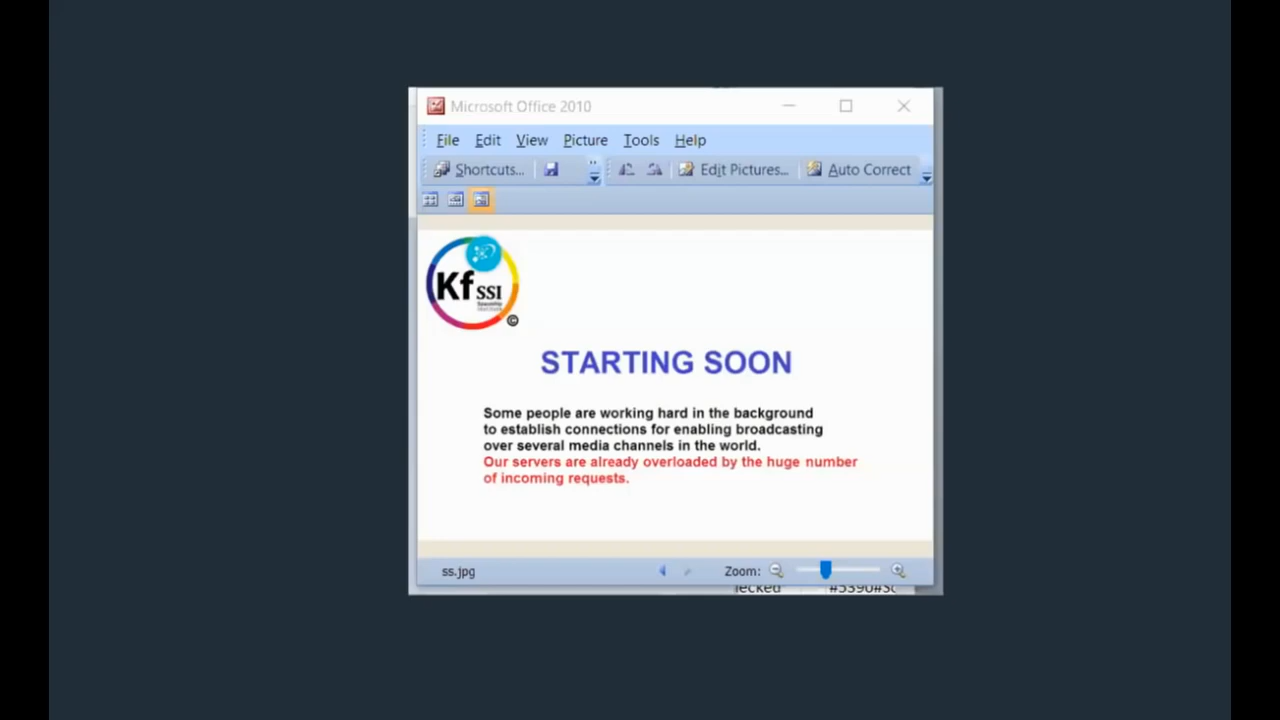 Microsoft Office 2010
File Edit View Picture Tools Help
Shortcuts... Edit Pictures... Auto Correct
Kf SSI
©
STARTING SOON
Some people are working hard in the background
to establish connections for enabling broadcasting
over several media channels in the world.
Our servers are already overloaded by the huge number
of incoming requests.
ss.jpg Zoom: